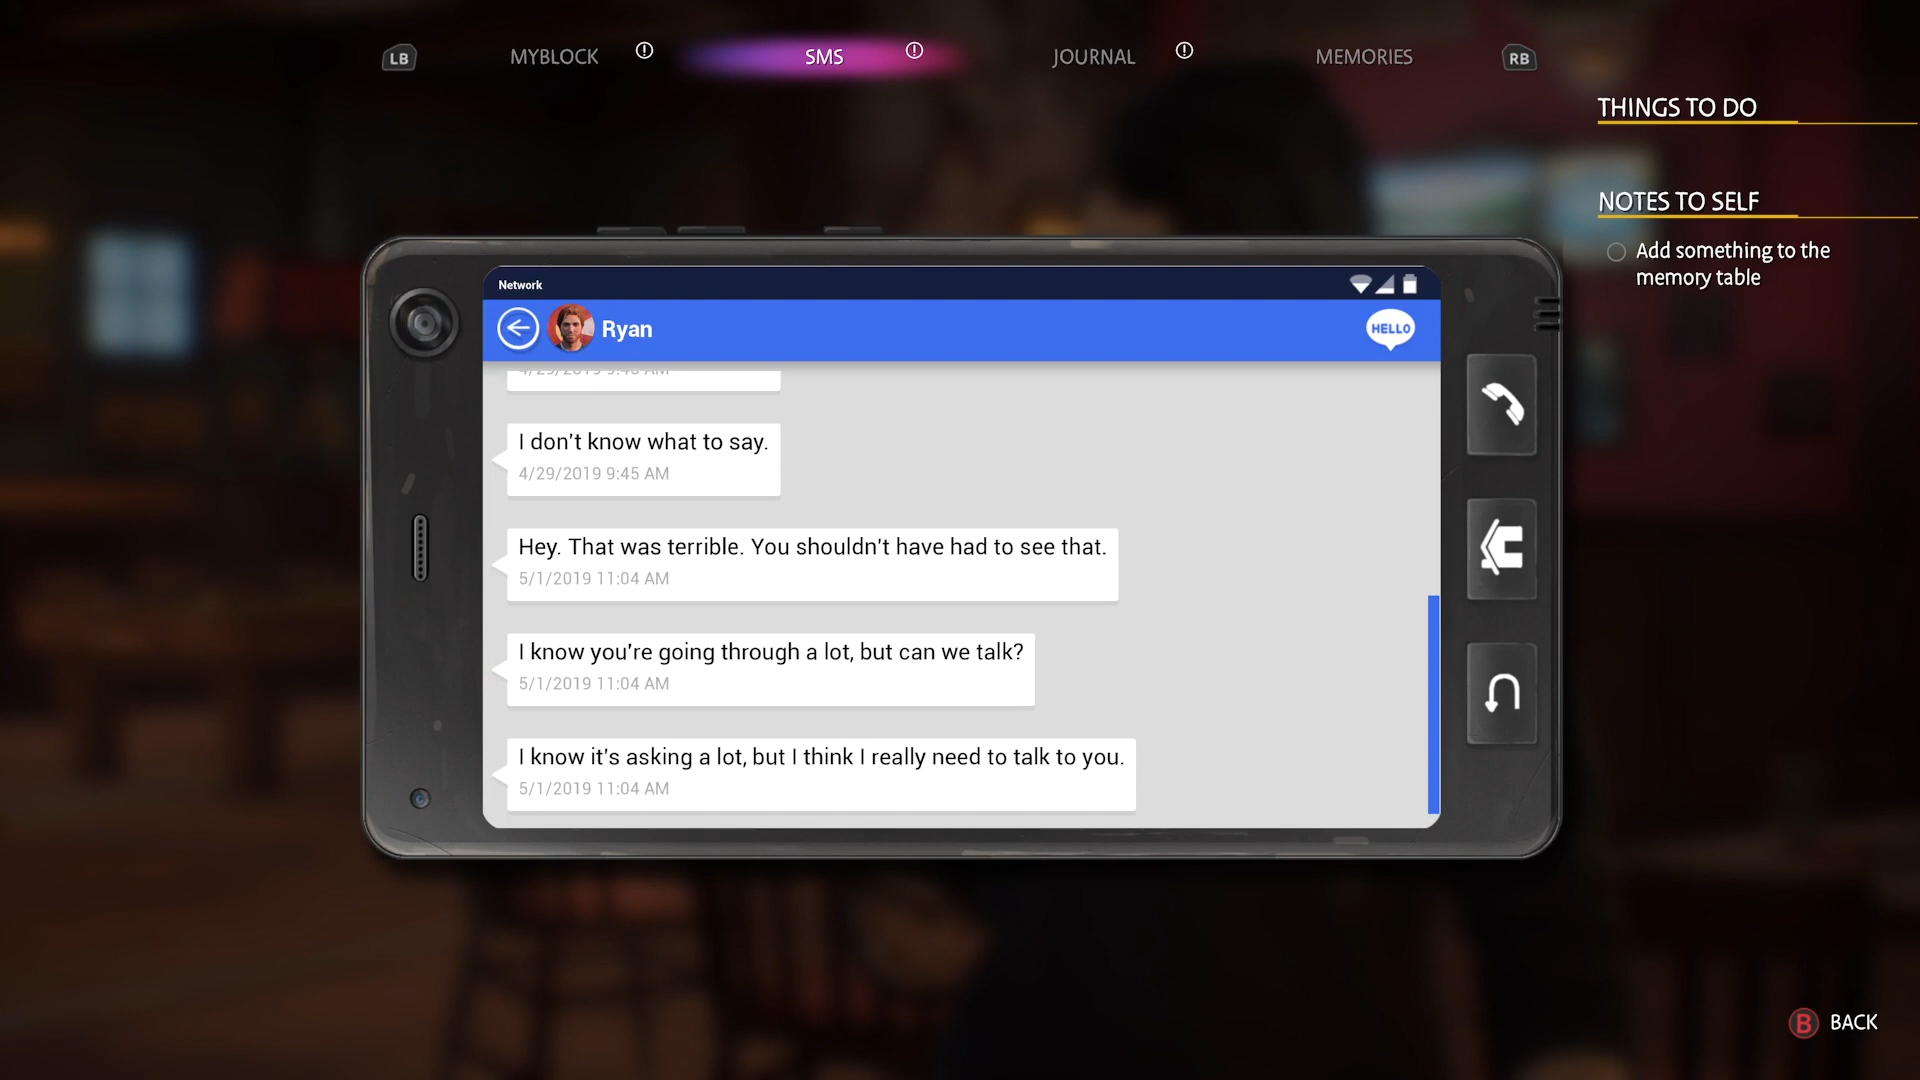 LB
MYBLOCK
SMS
JOURNAL
MEMORIES
RB
THINGS TO DO
NOTES TO SELF
Add something to the
memory table
Network
Ryan
HELLO
I don't know what to say.
4/29/2019 9:45 AM
Hey. That was terrible. You shouldn't have had to see that.
5/1/2019 11:04 AM
I know you're going through a lot, but can we talk?
5/1/2019 11:04 AM
I know it's asking a lot, but I think I really need to talk to you.
5/1/2019 11:04 AM
B BACK